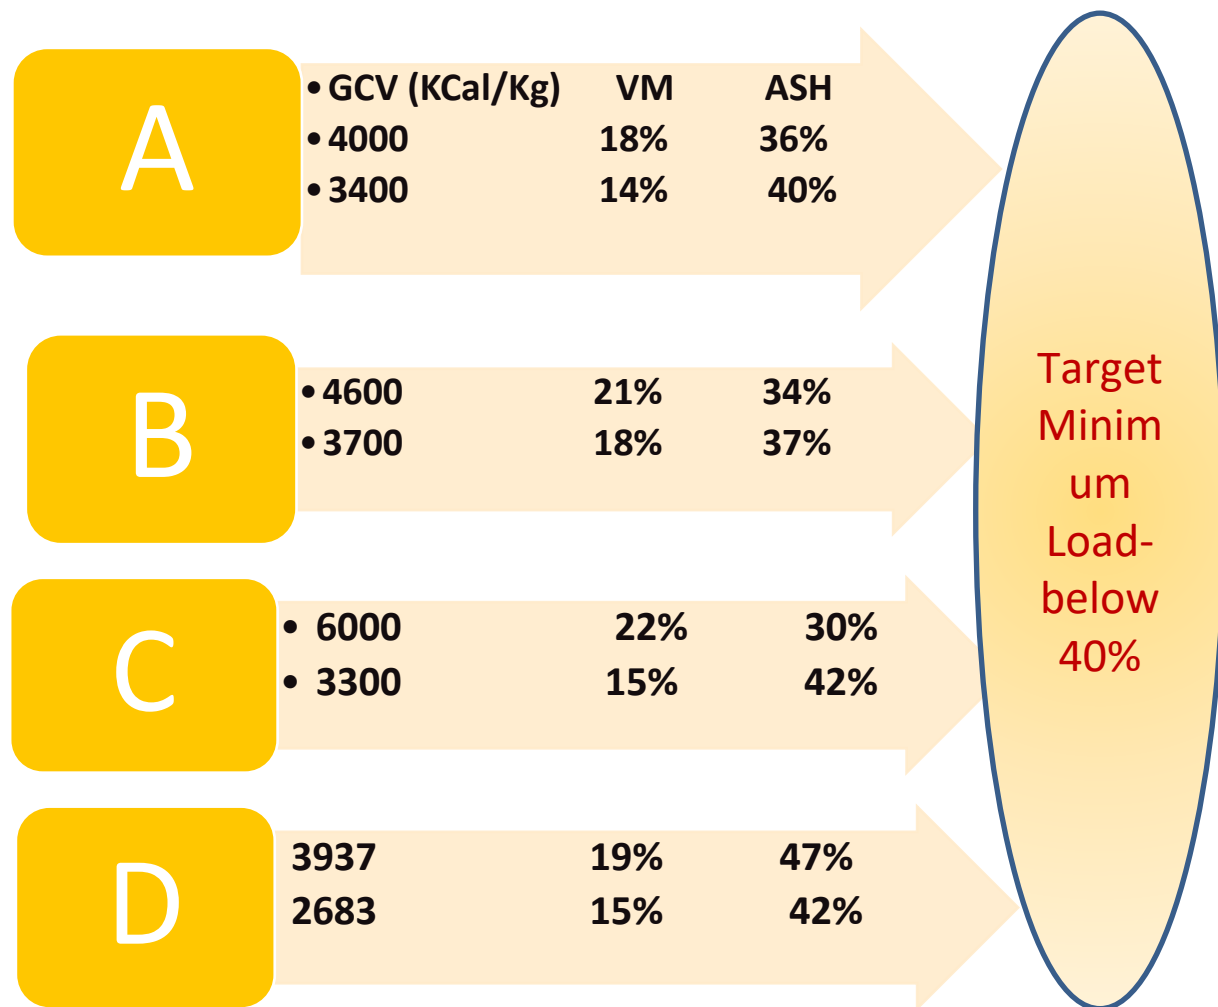 A
• GCV (KCal/Kg) VM ASH
• 4000 18% 36%
• 3400 14% 40%
B
• 4600 21% 34%
• 3700 18% 37%
C
• 6000 22% 30%
• 3300 15% 42%
D
3937 19% 47%
2683 15% 42%
Target
Minim
um
Load-
below
40%